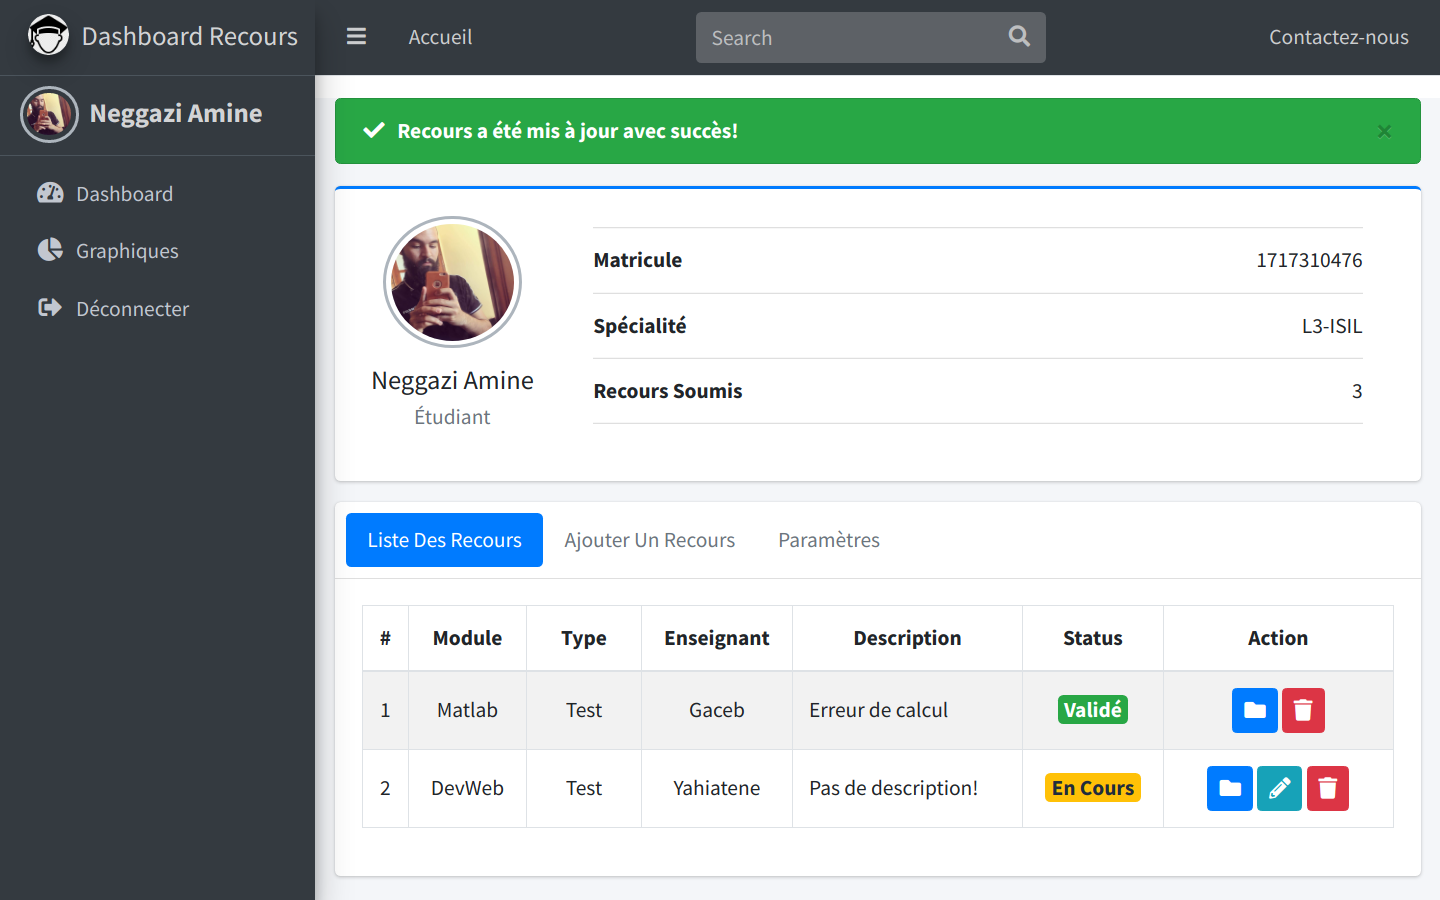 Dashboard Recours
Accueil
Search
Contactez-nous
Neggazi Amine
Dashboard
Graphiques
Déconnecter
Recours a été mis à jour avec succès!
×
Neggazi Amine
Étudiant
Matricule 1717310476
Spécialité L3-ISIL
Recours Soumis 3
Liste Des Recours Ajouter Un Recours Paramètres
# Module Type Enseignant Description Status Action
1 Matlab Test Gaceb Erreur de calcul Validé
2 DevWeb Test Yahiatene Pas de description! En Cours